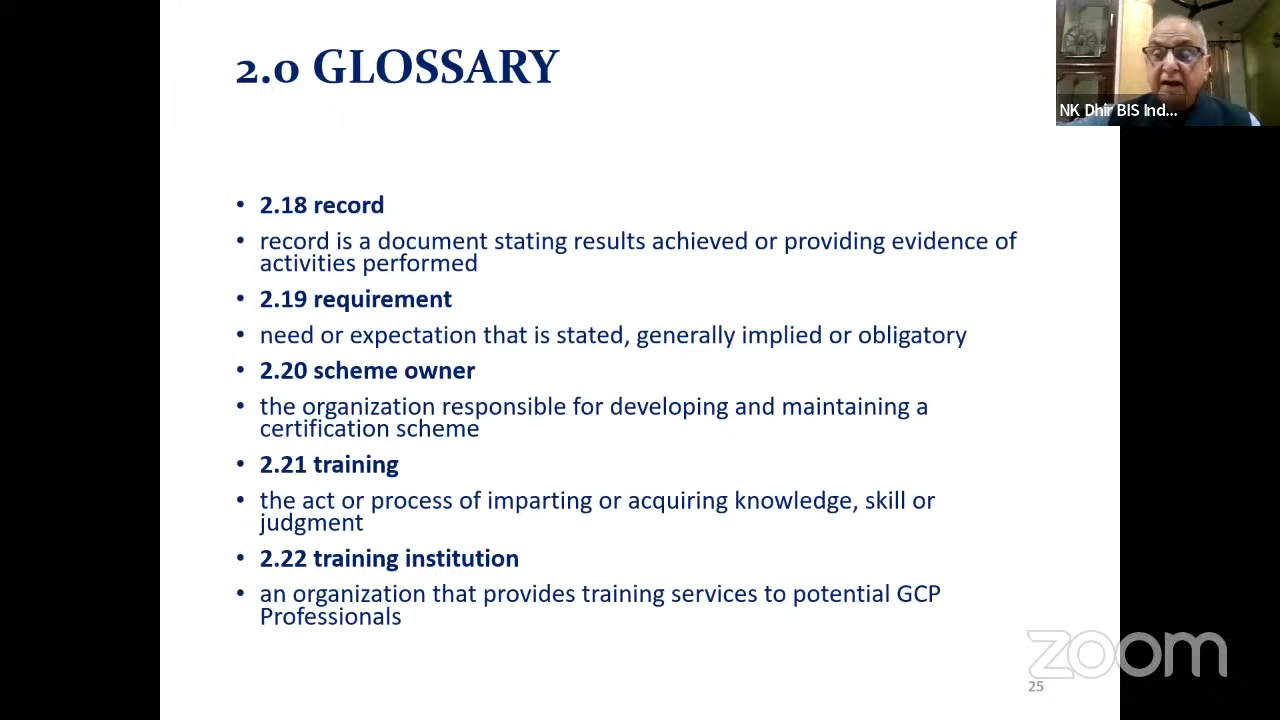 2.0 GLOSSARY
NK Dhir BIS Ind...
• 2.18 record
• record is a document stating results achieved or providing evidence of
activities performed
• 2.19 requirement
• need or expectation that is stated, generally implied or obligatory
• 2.20 scheme owner
• the organization responsible for developing and maintaining a
certification scheme
• 2.21 training
• the act or process of imparting or acquiring knowledge, skill or
judgment
• 2.22 training institution
• an organization that provides training services to potential GCP
Professionals
zoom
25